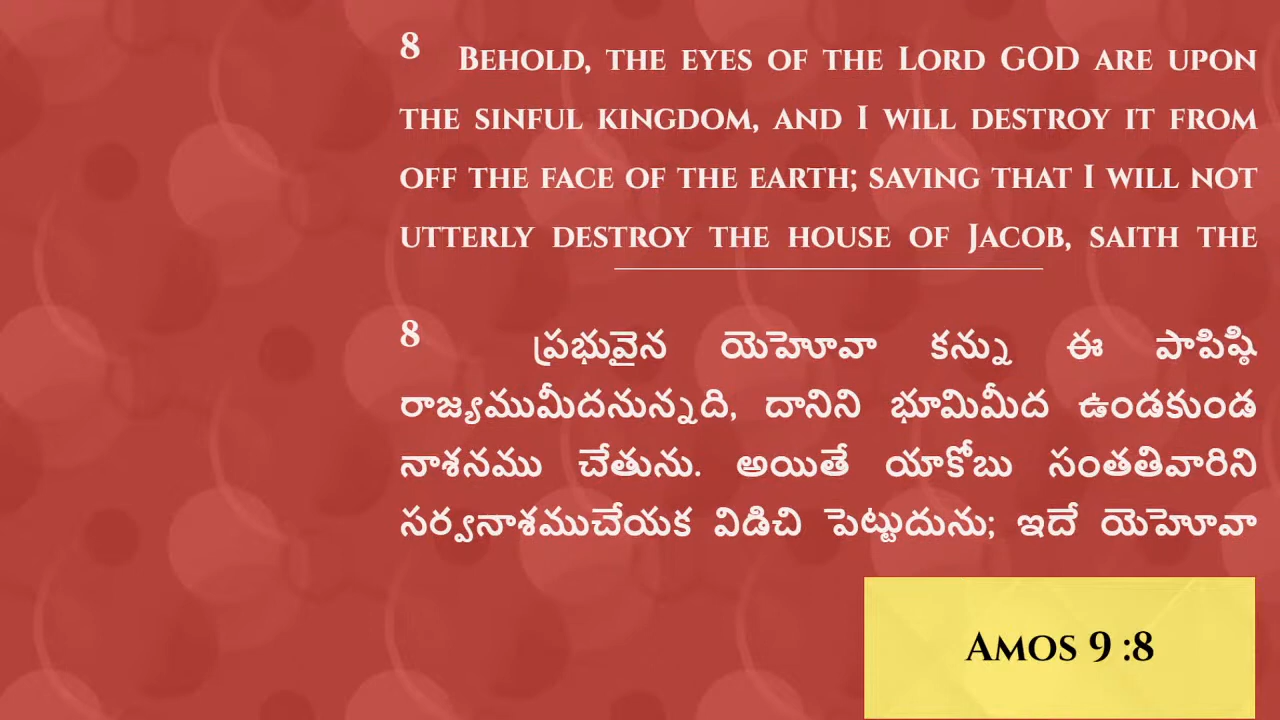 8 Behold, the eyes of the Lord GOD are upon
the sinful kingdom, and I will destroy it from
off the face of the earth; saving that I will not
utterly destroy the house of Jacob, saith the
8 ప్రభువైన యెహెూవా కన్ను ఈ పాపిష్ఠి
రాజ్యముమీదనున్నది, దానిని భూమిమీద ఉండకుండ
నాశనము చేతును. అయితే యాకోబు సంతతివారిని
సర్వనాశముచేయక విడిచి పెట్టుదును; ఇదే యెహెూవా
Amos 9 :8